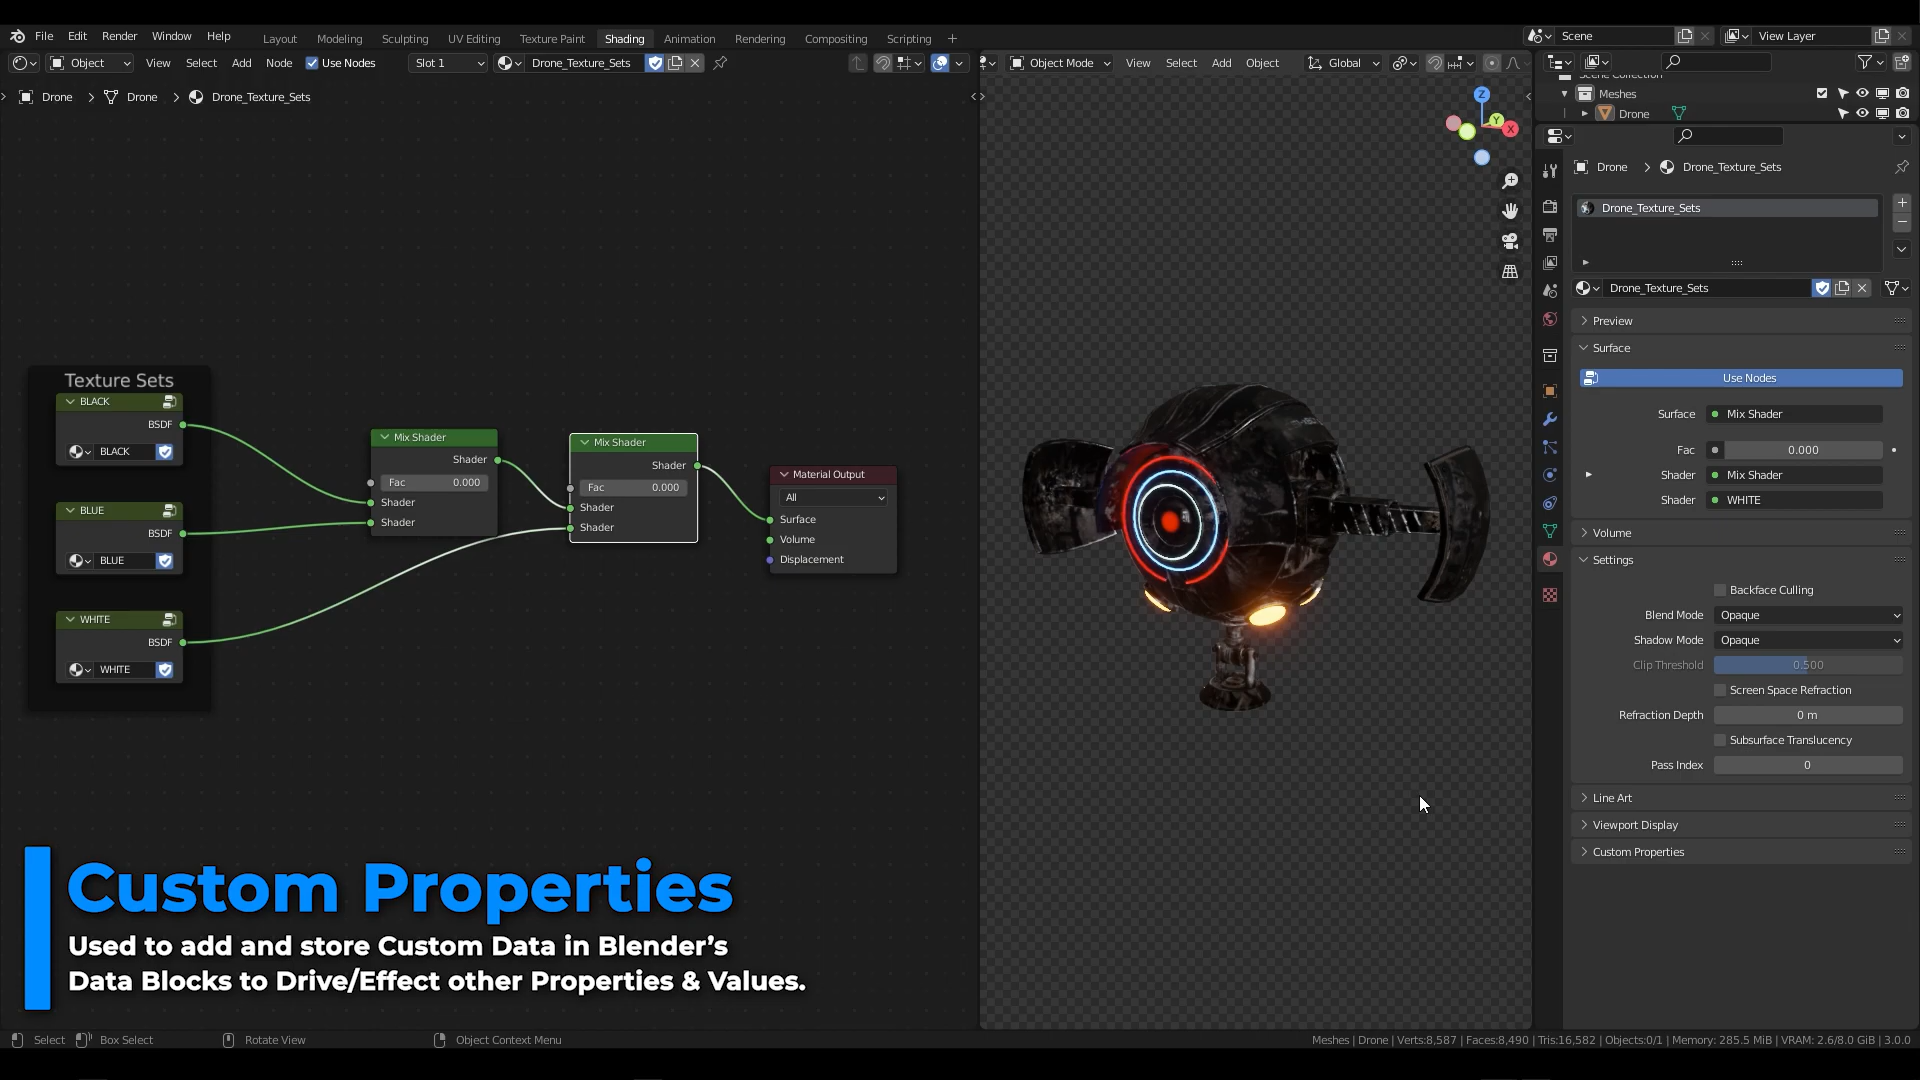 File Edit Render Window Help
Layout Modeling Sculpting UV Editing Texture Paint Shading Animation Rendering Compositing Scripting +
Scene
View Layer
Object View Select Add Node Use Nodes Slot 1 Drone_Texture_Sets
Object Mode View Select Add Object Global
Drone > Drone > Drone_Texture_Sets
Meshes
Drone
Z
Y
X
Texture Sets
BLACK
BSDF
BLACK
BLUE
BSDF
BLUE
WHITE
BSDF
WHITE
Mix Shader
Shader
Fac 0.000
Shader
Shader
Mix Shader
Shader
Fac 0.000
Shader
Shader
Material Output
All
Surface
Volume
Displacement
Drone > Drone_Texture_Sets
Drone_Texture_Sets
Drone_Texture_Sets
Preview
Surface
Use Nodes
Surface Mix Shader
Fac 0.000
Shader Mix Shader
Shader WHITE
Volume
Settings
Backface Culling
Blend Mode Opaque
Shadow Mode Opaque
Clip Threshold 0.500
Screen Space Refraction
Refraction Depth 0 m
Subsurface Translucency
Pass Index 0
Line Art
Viewport Display
Custom Properties
Custom Properties
Used to add and store Custom Data in Blender’s
Data Blocks to Drive/Effect other Properties & Values.
Select Box Select Rotate View Object Context Menu
Meshes | Drone | Verts:8,587 | Faces:8,490 | Tris:16,582 | Objects:0/1 | Memory: 285.5 MiB | VRAM: 2.6/8.0 GiB | 3.0.0